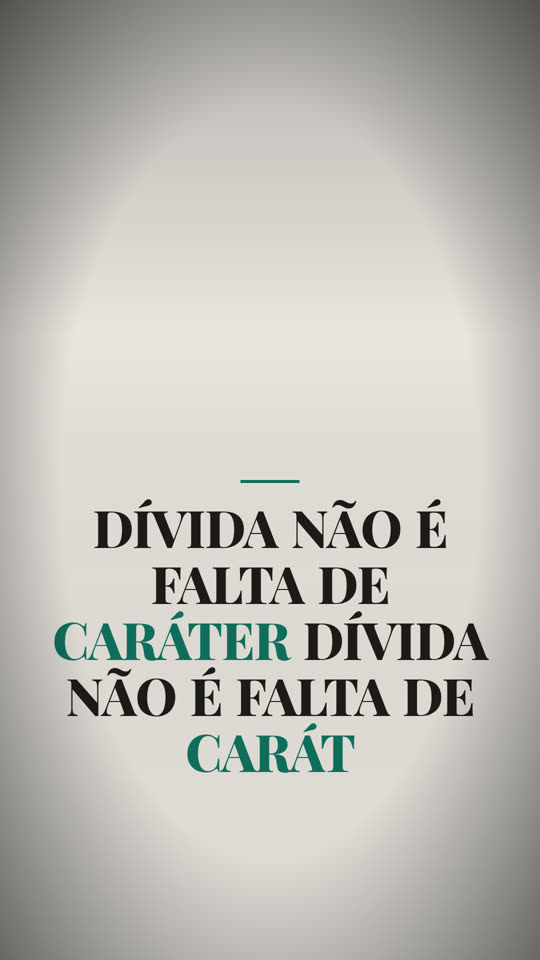 DÍVIDA NÃO É
FALTA DE
CARÁTER DÍVIDA
NÃO É FALTA DE
CARÁT